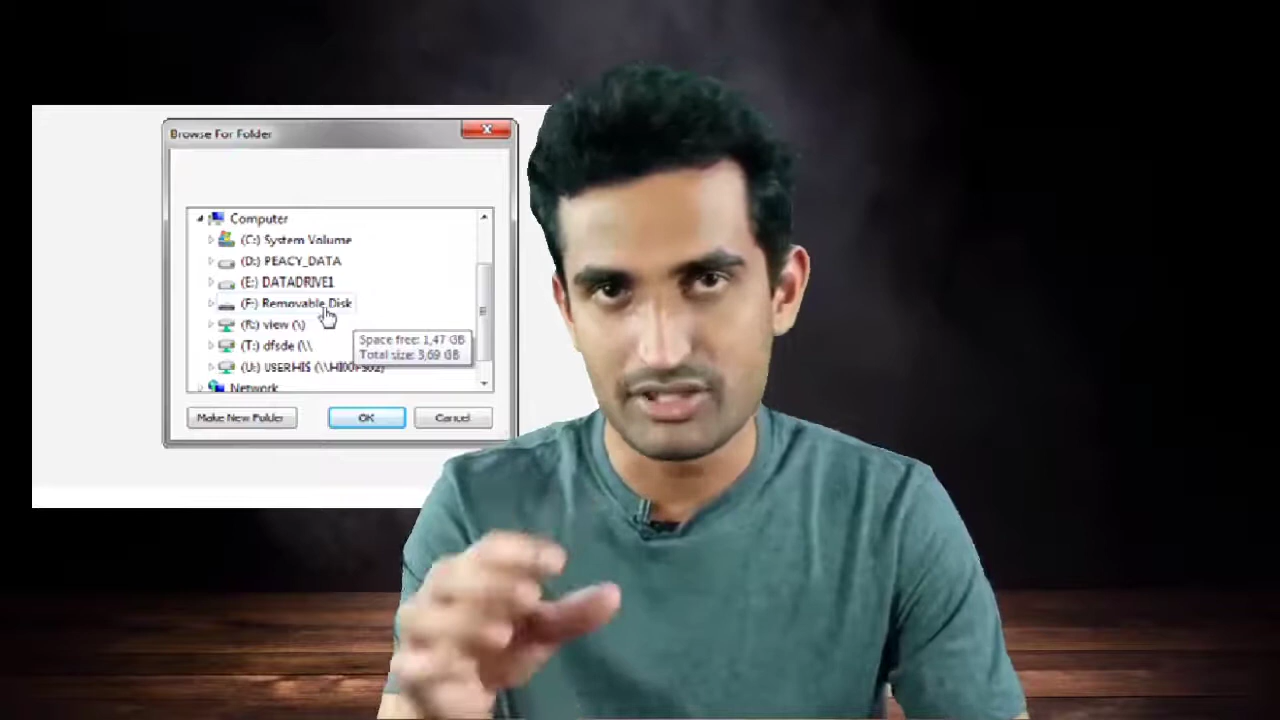 Browse For Folder
Computer
(C:) System Volume
(D:) PEACY_DATA
(E:) DATADRIVE1
(F:) Removable Disk
(R:) view (\\)
Space free: 1,47 GB
(T:) dfsde (\\
Total size: 3,69 GB
(U:) USERHIS
Network
Make New Folder
OK
Cancel